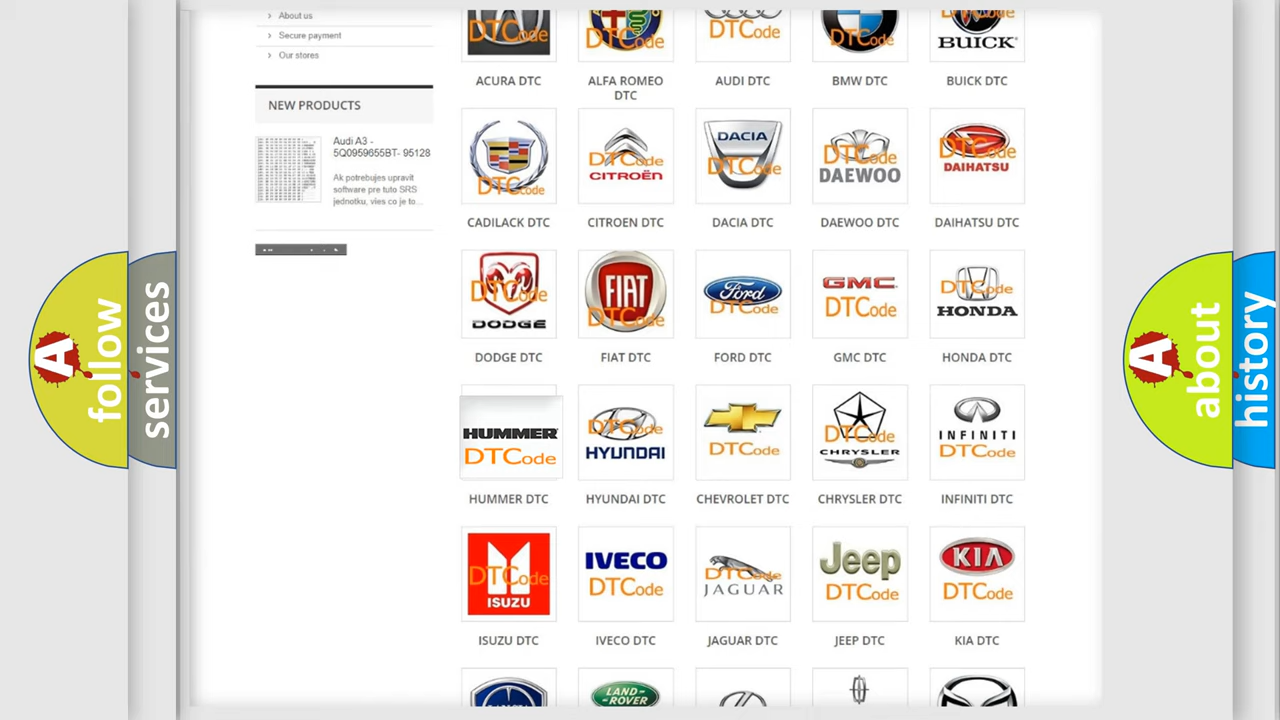 About us
Secure payment
Our stores
NEW PRODUCTS
Audi A3 -
5Q0959655BT- 95128
Ak potrebujes upravit
software pre tuto SRS
jednotku, vies co je to...
DTCode DTCode DTCode DTCode DTCode
BUICK
ACURA DTC
ALFA ROMEO
DTC
AUDI DTC
BMW DTC
BUICK DTC
DTCode
DTCode
CITROËN
DACIA
DTCode
DTCode
DAEWOO
DTCode
DAIHATSU
CADILACK DTC
CITROEN DTC
DACIA DTC
DAEWOO DTC
DAIHATSU DTC
DTCode
DODGE
FIAT
DTCode
Ford
DTCode
GMC
DTCode
DTCode
HONDA
DODGE DTC
FIAT DTC
FORD DTC
GMC DTC
HONDA DTC
HUMMER
DTCode
DTCode
HYUNDAI
DTCode
DTCode
CHRYSLER
INFINITI
DTCode
HUMMER DTC
HYUNDAI DTC
CHEVROLET DTC
CHRYSLER DTC
INFINITI DTC
DTCode
ISUZU
IVECO
DTCode
DTCode
JAGUAR
Jeep
DTCode
KIA
DTCode
ISUZU DTC
IVECO DTC
JAGUAR DTC
JEEP DTC
KIA DTC
LAND-
ROVER
A follow
services
A about
history